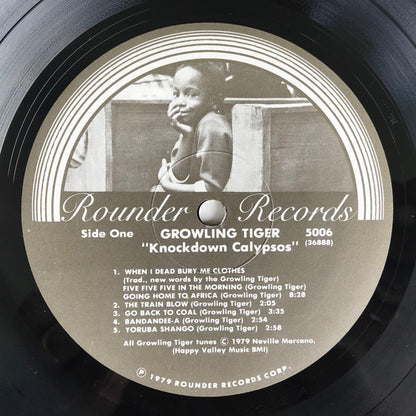 Rounder Records
Side One GROWLING TIGER 5006
"Knockdown Calypsos" (36888)
1. WHEN I DEAD BURY ME CLOTHES
(Trad., new words by the Growling Tiger)
FIVE FIVE FIVE IN THE MORNING (Growling Tiger)
GOING HOME TO AFRICA (Growling Tiger) 8:28
2. THE TRAIN BLOW (Growling Tiger) 2:05
3. GO BACK TO COAL (Growling Tiger) 3:35
4. BANDANDEE-A (Growling Tiger) 2:54
5. YORUBA SHANGO (Growling Tiger) 2:58
All Growling Tiger tunes © 1979 Neville Marcano.
(Happy Valley Music BMI)
℗ 1979 ROUNDER RECORDS CORP.